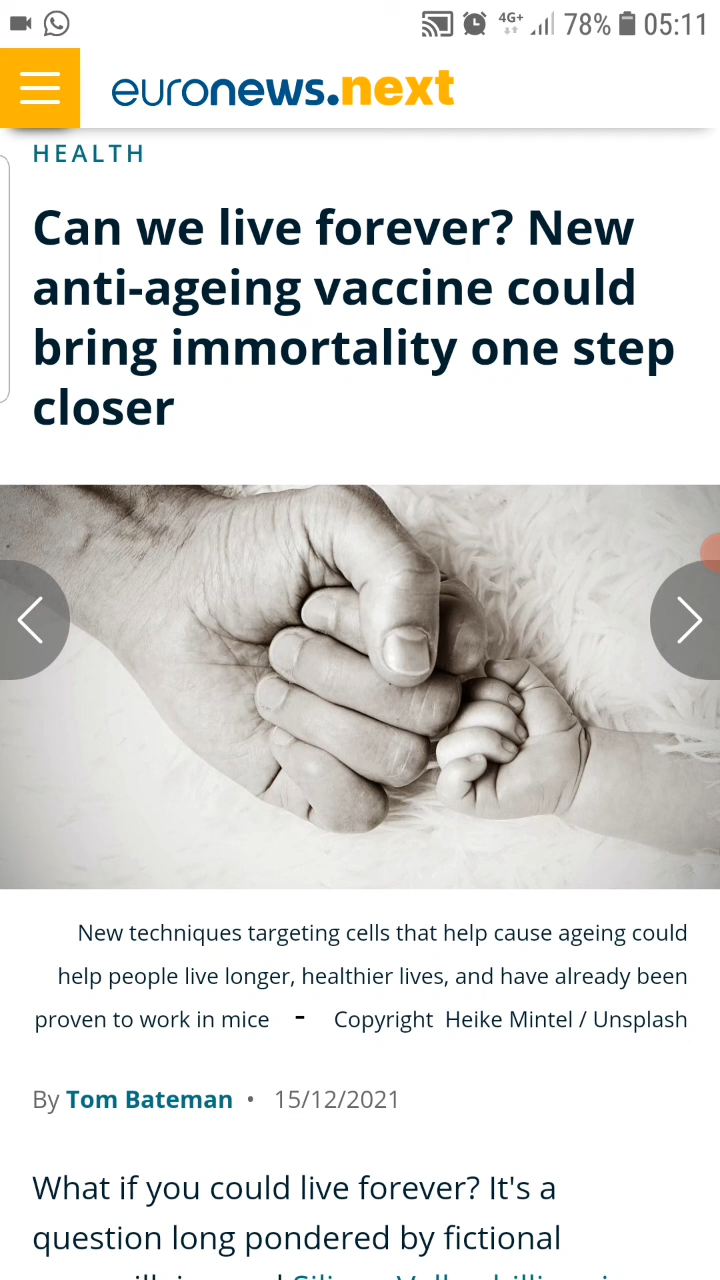 4G+ 78% 05:11
euronews.next
HEALTH
Can we live forever? New
anti-ageing vaccine could
bring immortality one step
closer
New techniques targeting cells that help cause ageing could
help people live longer, healthier lives, and have already been
proven to work in mice - Copyright Heike Mintel / Unsplash
By Tom Bateman • 15/12/2021
What if you could live forever? It's a
question long pondered by fictional